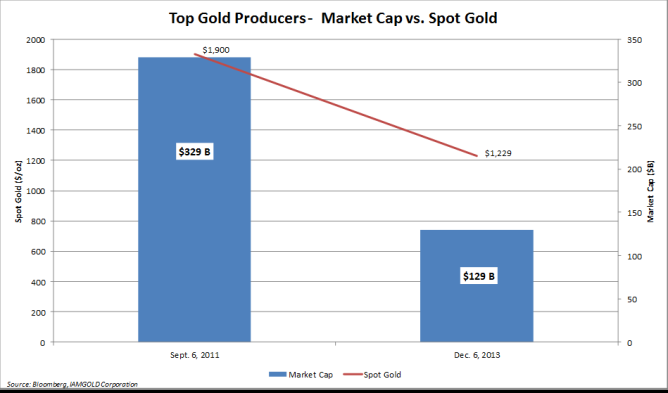 Top Gold Producers - Market Cap vs. Spot Gold
2000
1800
1600
1400
1200
1000
800
600
400
200
0
Spot Gold ($/oz)
350
300
250
200
150
100
50
0
Market Cap ($B)
$1,900
$329 B
$1,229
$129 B
Sept. 6, 2011
Dec. 6, 2013
Market Cap
Spot Gold
Source: Bloomberg, IAMGOLD Corporation